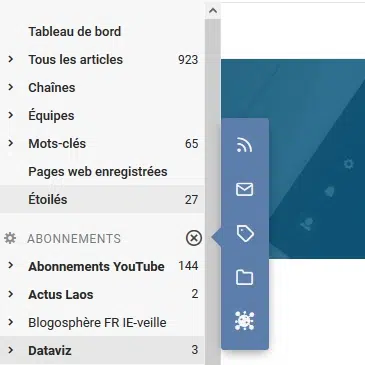 Tableau de bord
Tous les articles 923
Chaînes
Équipes
Mots-clés 65
Pages web enregistrées
Étoilés 27
ABONNEMENTS
Abonnements YouTube 144
Actus Laos 2
Blogosphère FR IE-veille
Dataviz 3